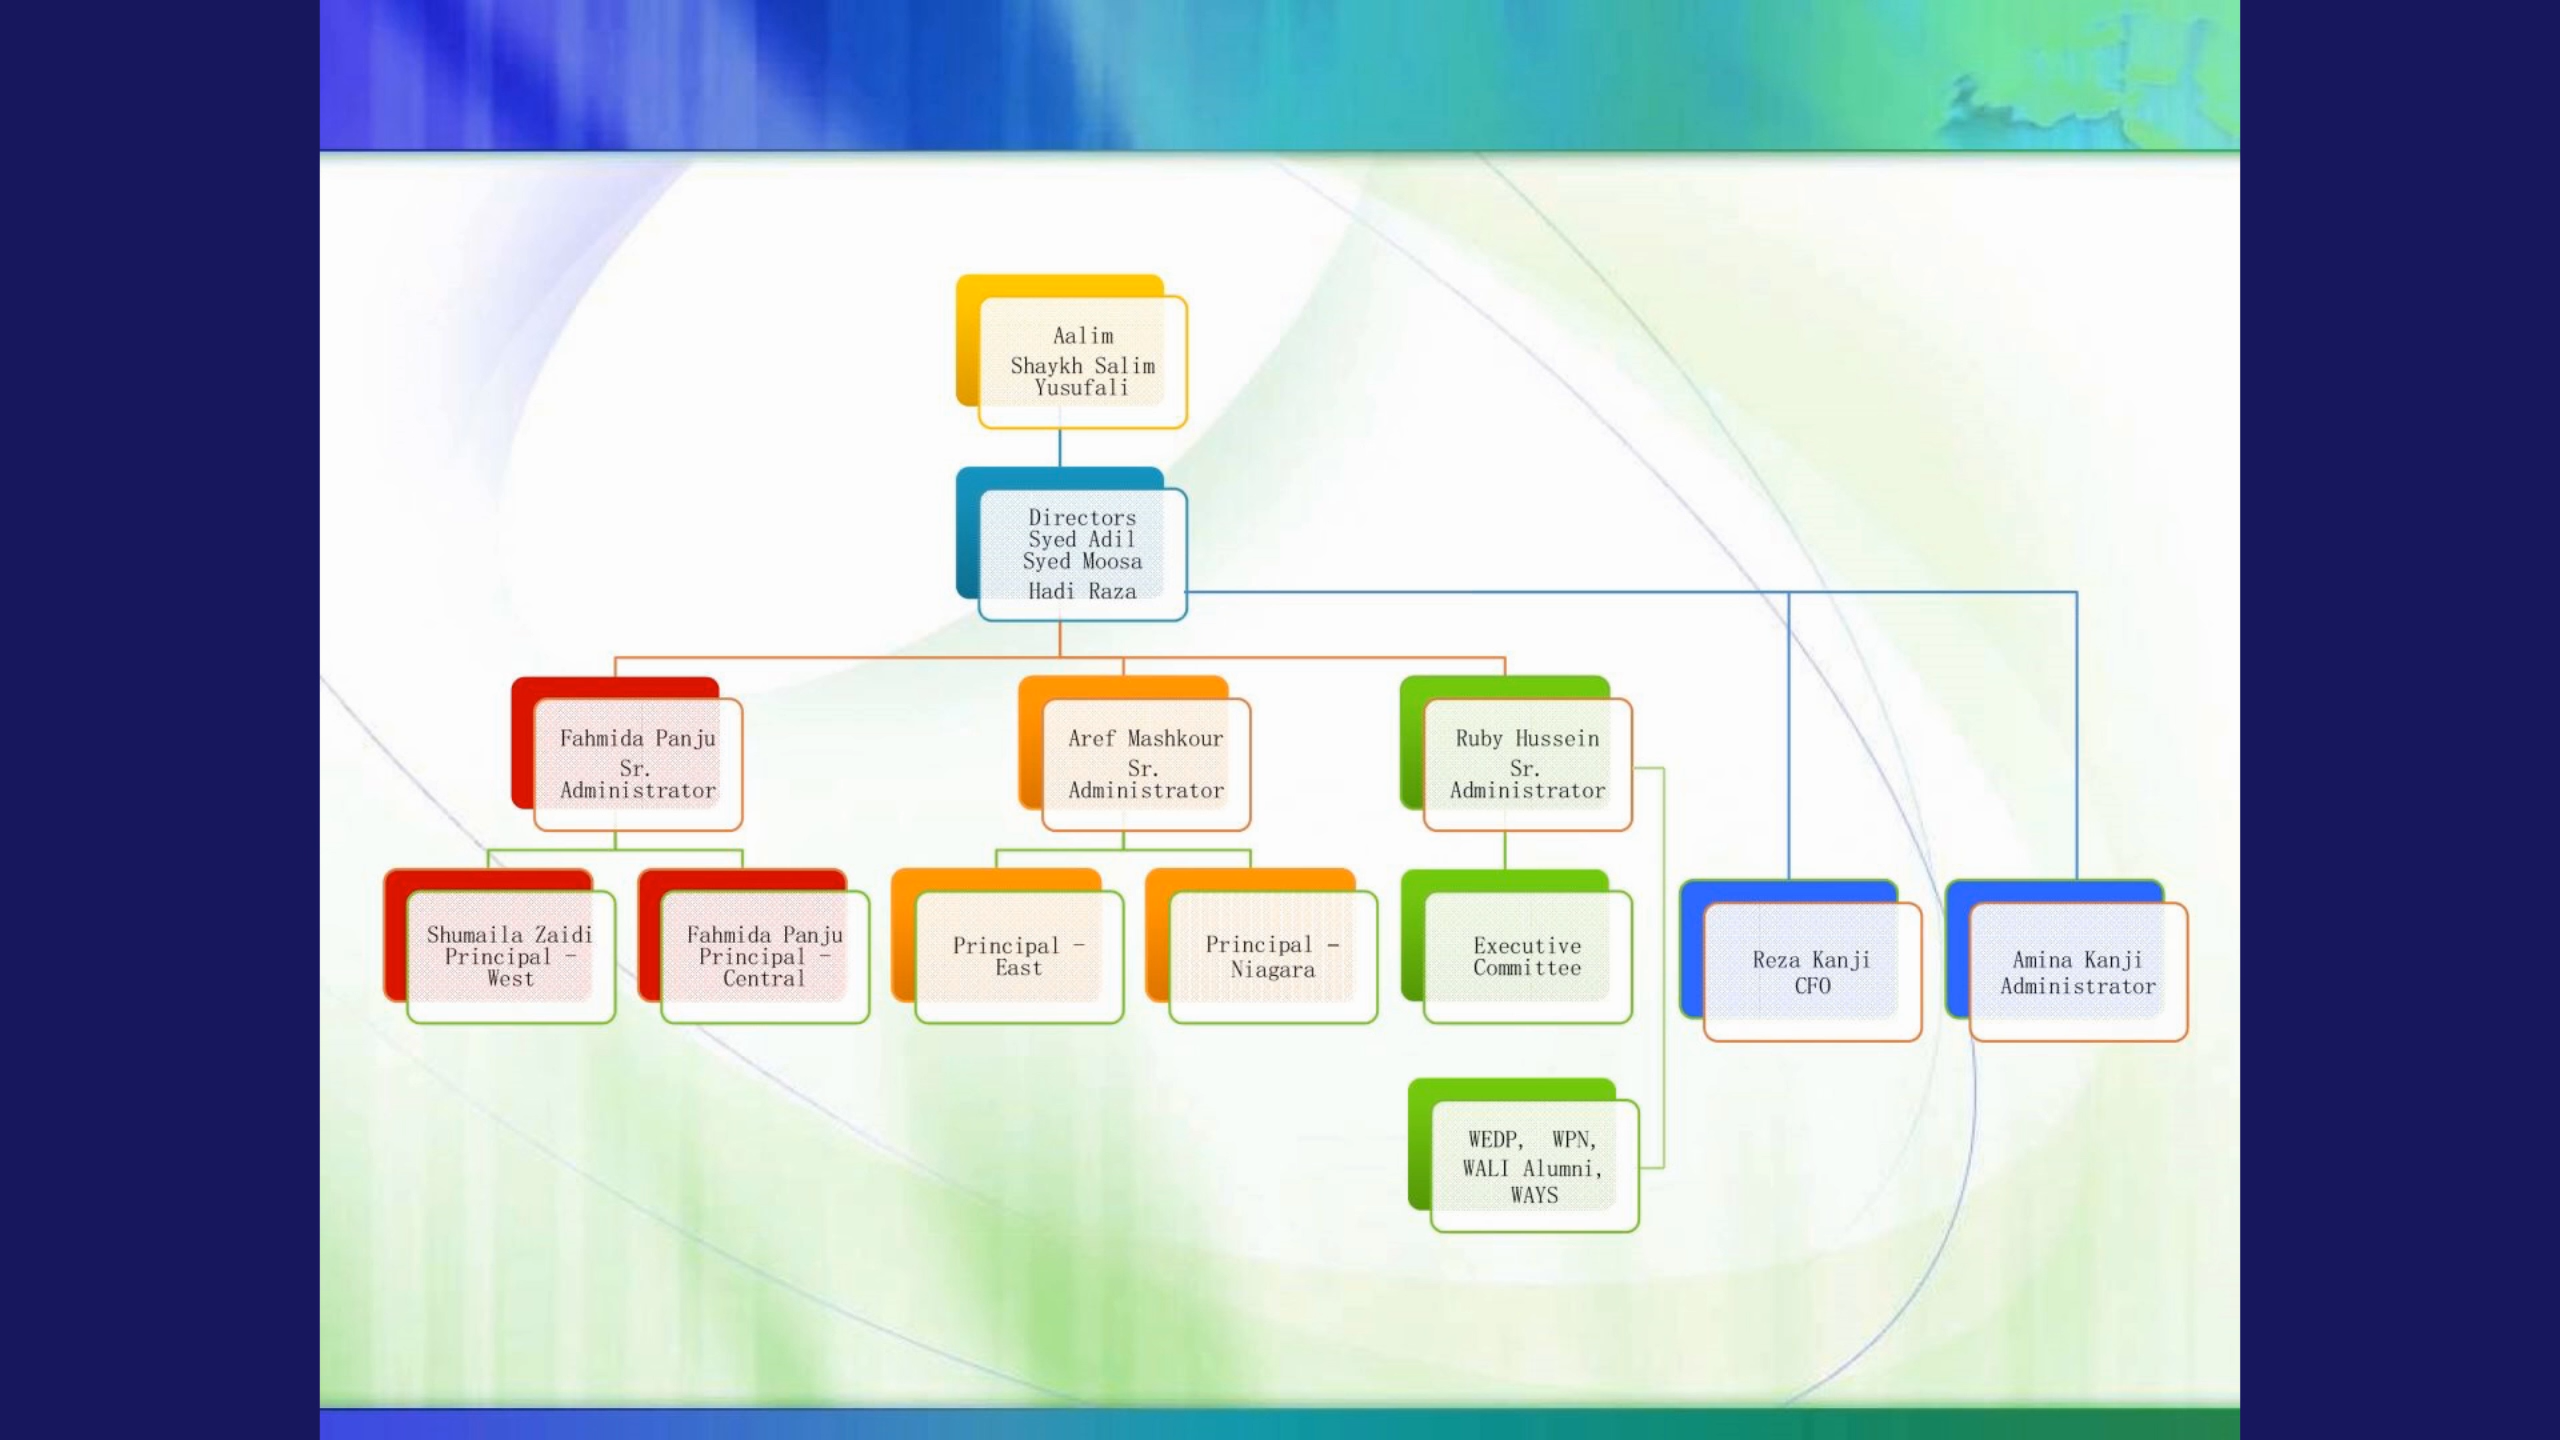 Aalim
Shaykh Salim
Yusufali
Directors
Syed Adil
Syed Moosa
Hadi Raza
Fahmida Panju
Sr.
Administrator
Aref Mashkour
Sr.
Administrator
Ruby Hussein
Sr.
Administrator
Shumaila Zaidi
Principal -
West
Fahmida Panju
Principal -
Central
Principal -
East
Principal –
Niagara
Executive
Committee
Reza Kanji
CFO
Amina Kanji
Administrator
WEDP, WPN,
WALI Alumni,
WAYS